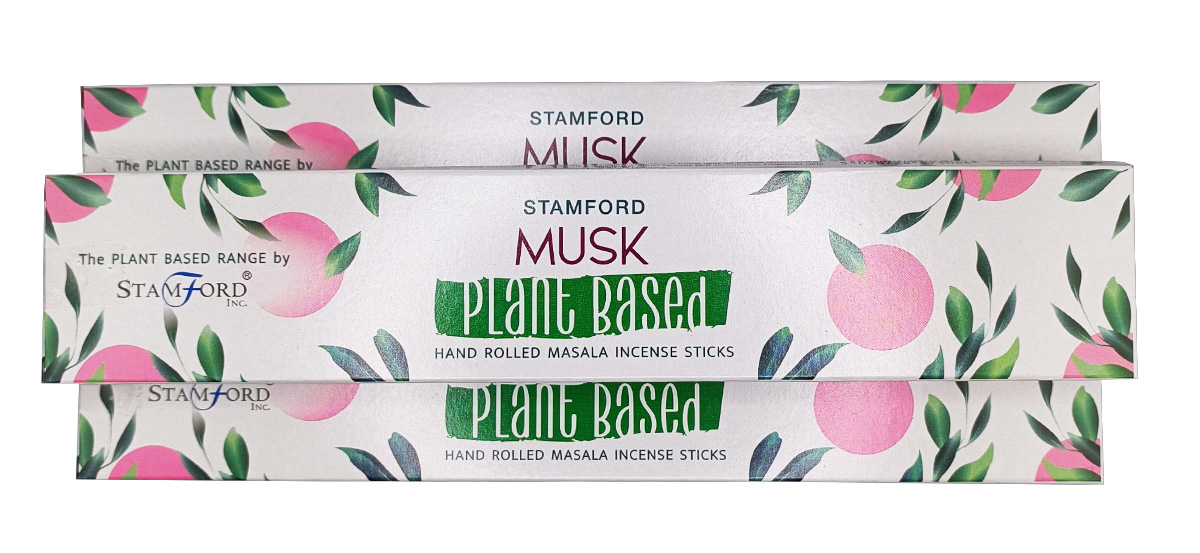 STAMFORD
MUSK
The PLANT BASED RANGE by
STAMFORD
MUSK
The PLANT BASED RANGE by
STAMFORD®
INC.
PLANT BASED
HAND ROLLED MASALA INCENSE STICKS
STAMFORD
INC.
PLANT BASED
HAND ROLLED MASALA INCENSE STICKS